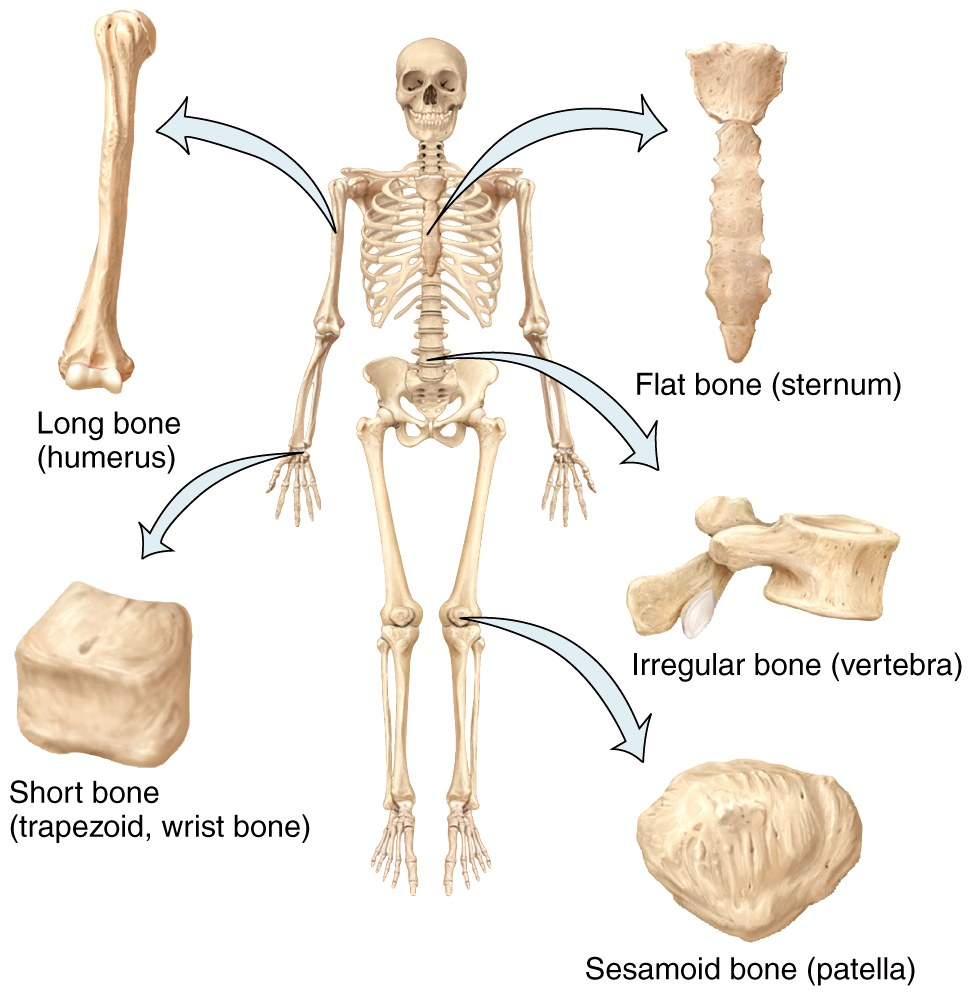 Long bone
(humerus)
Flat bone (sternum)
Short bone
(trapezoid, wrist bone)
Irregular bone (vertebra)
Sesamoid bone (patella)